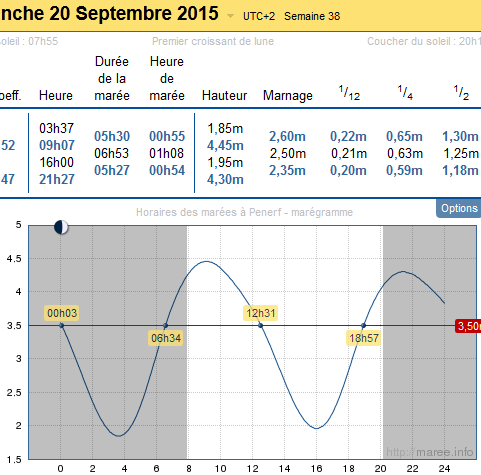 nche 20 Septembre 2015 UTC+2 Semaine 38
soleil : 07h55 Premier croissant de lune Coucher du soleil : 20h1
oeff. Heure Durée de la marée Heure de marée Hauteur Marnage 1/12 1/4 1/2
03h37 1,85m
52 09h07 05h30 00h55 4,45m 2,60m 0,22m 0,65m 1,30m
16h00 06h53 01h08 1,95m 2,50m 0,21m 0,63m 1,25m
47 21h27 05h27 00h54 4,30m 2,35m 0,20m 0,59m 1,18m
Options
Horaires des marées à Penerf - marégramme
5
4.5
4
3.5
3
2.5
2
1.5
00h03
06h34
12h31
18h57
3,50m
http://maree.info
0 2 4 6 8 10 12 14 16 18 20 22 24